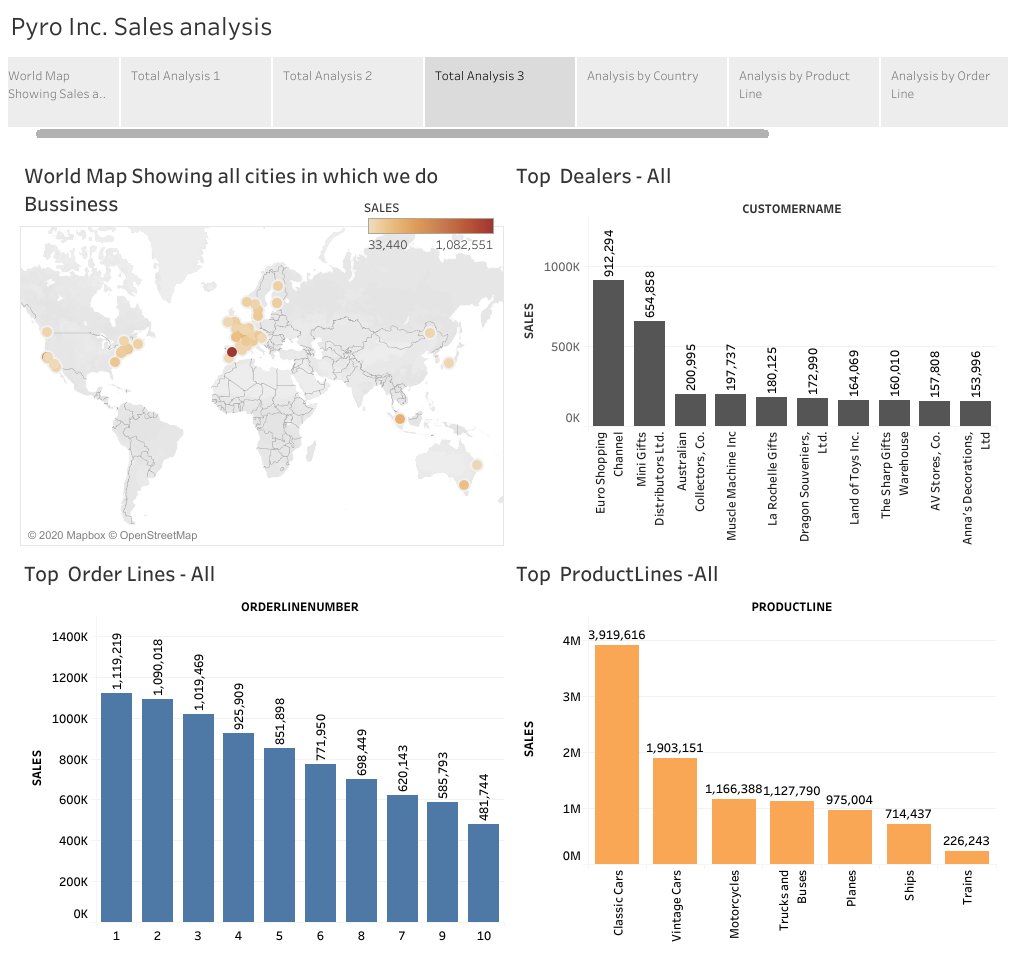 Pyro Inc. Sales analysis
World Map
Showing Sales a..
Total Analysis 1
Total Analysis 2
Total Analysis 3
Analysis by Country
Analysis by Product
Line
Analysis by Order
Line
World Map Showing all cities in which we do
Bussiness
SALES
33,440 1,082,551
© 2020 Mapbox © OpenStreetMap
Top Dealers - All
CUSTOMERNAME
SALES
1000K
500K
0K
912,294
654,858
200,995
197,737
180,125
172,990
164,069
160,010
157,808
153,996
Euro Shopping
Channel
Mini Gifts
Distributors Ltd.
Australian
Collectors, Co.
Muscle Machine Inc
La Rochelle Gifts
Dragon Souveniers,
Ltd.
Land of Toys Inc.
The Sharp Gifts
Warehouse
AV Stores, Co.
Anna's Decorations,
Ltd
Top Order Lines - All
ORDERLINENUMBER
SALES
1400K
1200K
1000K
800K
600K
400K
200K
0K
1,119,219
1,090,018
1,019,469
925,909
851,898
771,950
698,449
620,143
585,793
481,744
1 2 3 4 5 6 8 7 9 10
Top ProductLines -All
PRODUCTLINE
SALES
4M
3M
2M
1M
0M
3,919,616
1,903,151
1,166,388
1,127,790
975,004
714,437
226,243
Classic Cars
Vintage Cars
Motorcycles
Trucks and
Buses
Planes
Ships
Trains